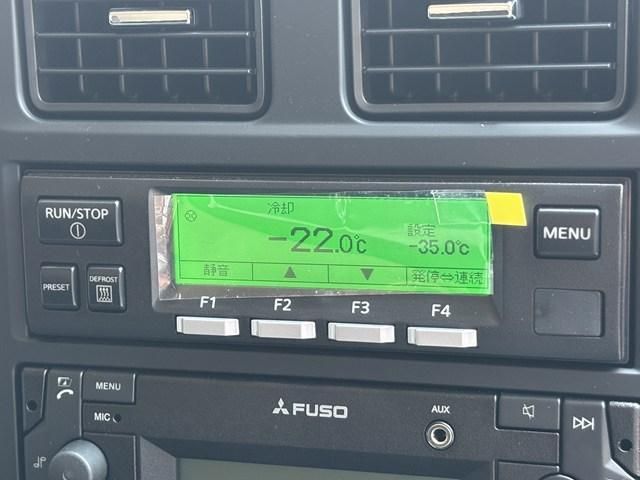 RUN/STOP
PRESET
DEFROST
冷却
-22.0℃
設定
-35.0℃
静音
▲
▼
発停⇔連続
F1
F2
F3
F4
MENU
MENU
MIC
FUSO
AUX